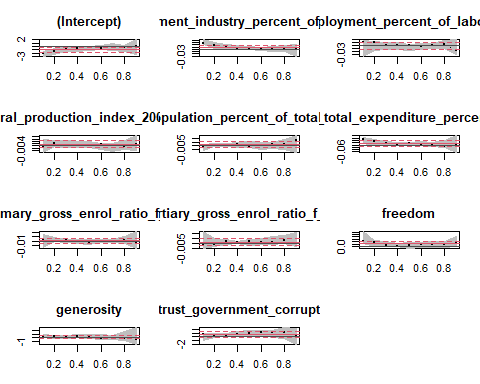 (Intercept)
ment_industry_percent_of
loyment_percent_of_labo
2
-3
-0.03
-0.03
0.2 0.4 0.6 0.8
0.2 0.4 0.6 0.8
0.2 0.4 0.6 0.8
ral_production_index_200
pulation_percent_of_total
_total_expenditure_perce
-0.004
-0.005
-0.06
0.2 0.4 0.6 0.8
0.2 0.4 0.6 0.8
0.2 0.4 0.6 0.8
mary_gross_enrol_ratio_f
tiary_gross_enrol_ratio_f_
freedom
-0.01
-0.005
0.0
0.2 0.4 0.6 0.8
0.2 0.4 0.6 0.8
0.2 0.4 0.6 0.8
generosity
trust_government_corrupt
-1
-2
0.2 0.4 0.6 0.8
0.2 0.4 0.6 0.8